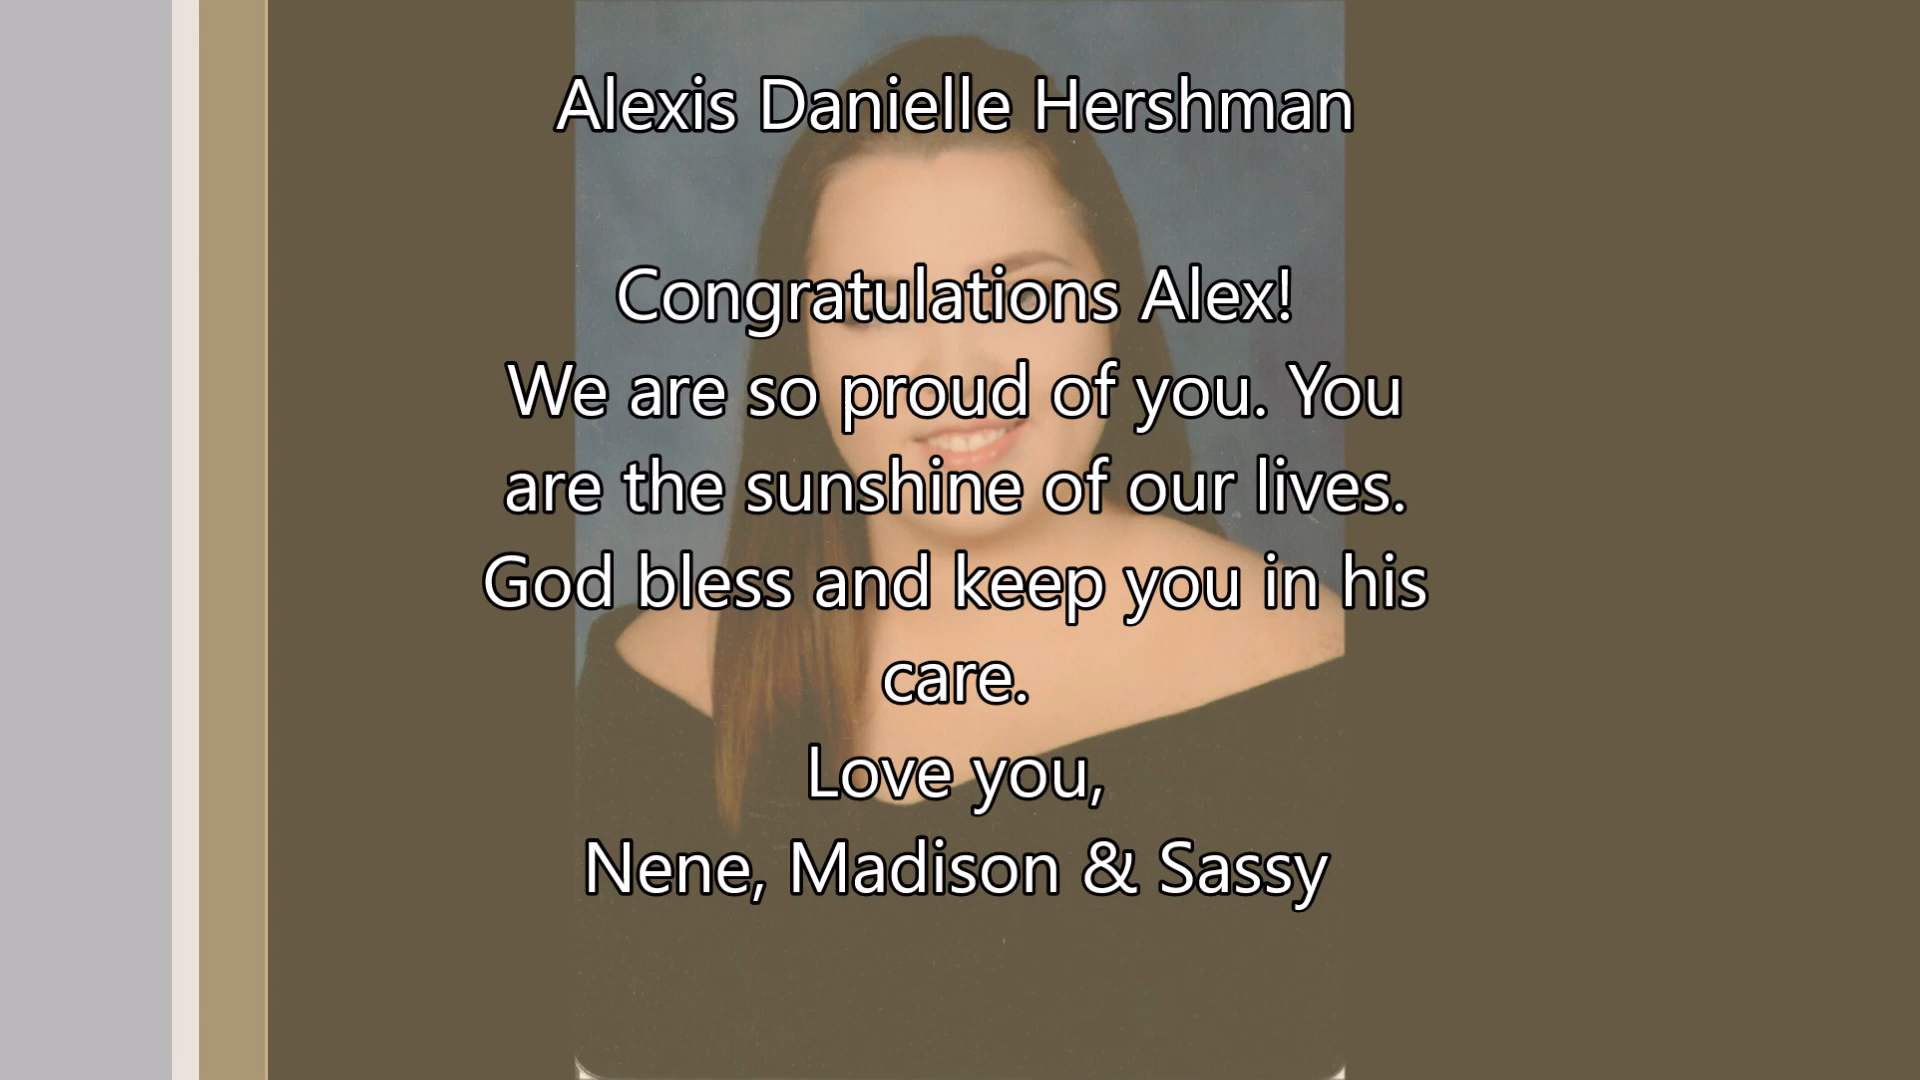 Alexis Danielle Hershman
Congratulations Alex!
We are so proud of you. You
are the sunshine of our lives.
God bless and keep you in his
care.
Love you,
Nene, Madison & Sassy